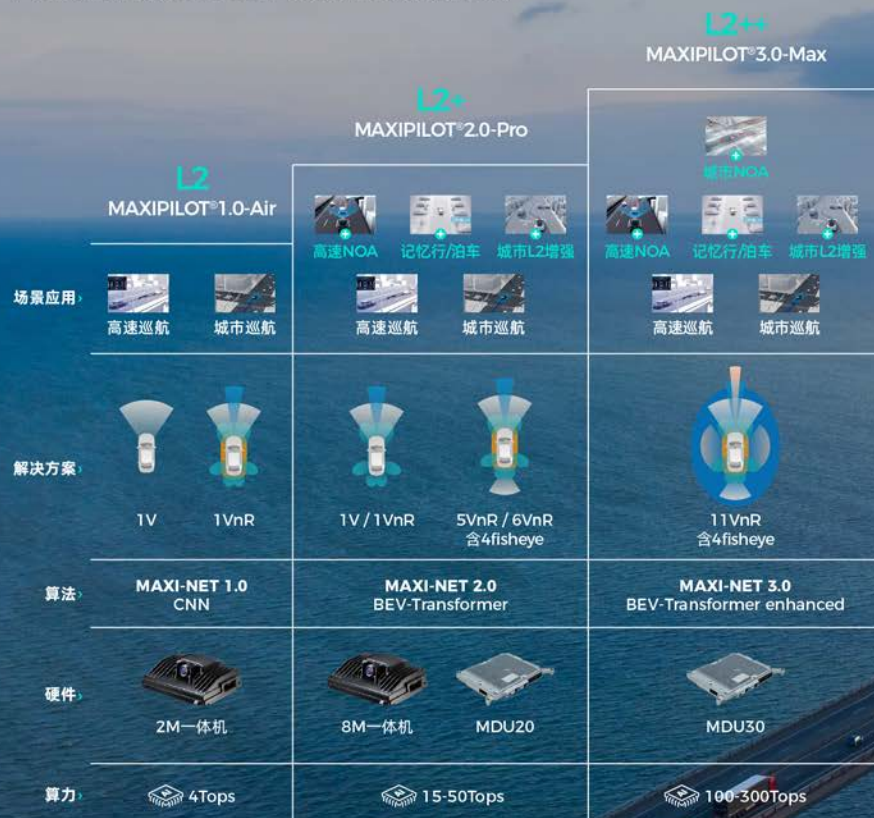 L2++
MAXIPILOT®3.0-Max
L2+
MAXIPILOT®2.0-Pro
L2
MAXIPILOT®1.0-Air
城市NOA
高速NOA 记忆行/泊车 城市L2增强
高速NOA 记忆行/泊车 城市L2增强
场景应用
高速巡航 城市巡航
高速巡航 城市巡航
高速巡航 城市巡航
解决方案
1V 1VnR
1V / 1VnR 5VnR / 6VnR
含4fisheye
11VnR
含4fisheye
算法
MAXI-NET 1.0
CNN
MAXI-NET 2.0
BEV-Transformer
MAXI-NET 3.0
BEV-Transformer enhanced
硬件
2M一体机
8M一体机 MDU20
MDU30
算力
4Tops
15-50Tops
100-300Tops